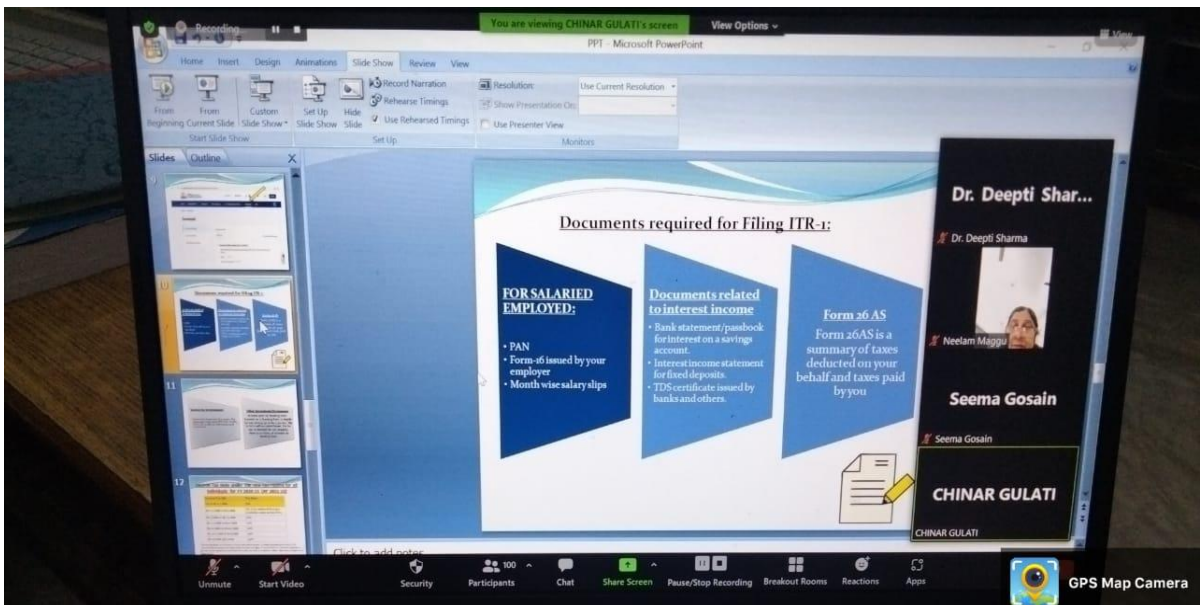 Recording
You are viewing CHINAR GULATI's screen
View Options
View
PPT - Microsoft PowerPoint
Home Insert Design Animations Slide Show Review View
From Beginning
From Current Slide
Custom Slide Show
Start Slide Show
Set Up Slide Show
Hide Slide
Record Narration
Rehearse Timings
Use Rehearsed Timings
Set Up
Resolution:
Use Current Resolution
Show Presentation On:
Use Presenter View
Monitors
Slides Outline X
9
10
11
12
Documents required for Filing ITR-1:
FOR SALARIED
EMPLOYED:
• PAN
• Form-16 issued by your
employer
• Month wise salary slips
Documents related
to interest income
• Bank statement/passbook
for interest on a savings
account.
• Interest income statement
for fixed deposits.
• TDS certificate issued by
banks and others.
Form 26 AS
Form 26AS is a
summary of taxes
deducted on your
behalf and taxes paid
by you
Dr. Deepti Shar...
Dr. Deepti Sharma
Neelam Maggu
Seema Gosain
Seema Gosain
CHINAR GULATI
CHINAR GULATI
Click to add notes
Unmute
Start Video
Security
100
Participants
Chat
Share Screen
Pause/Stop Recording
Breakout Rooms
Reactions
Apps
GPS Map Camera